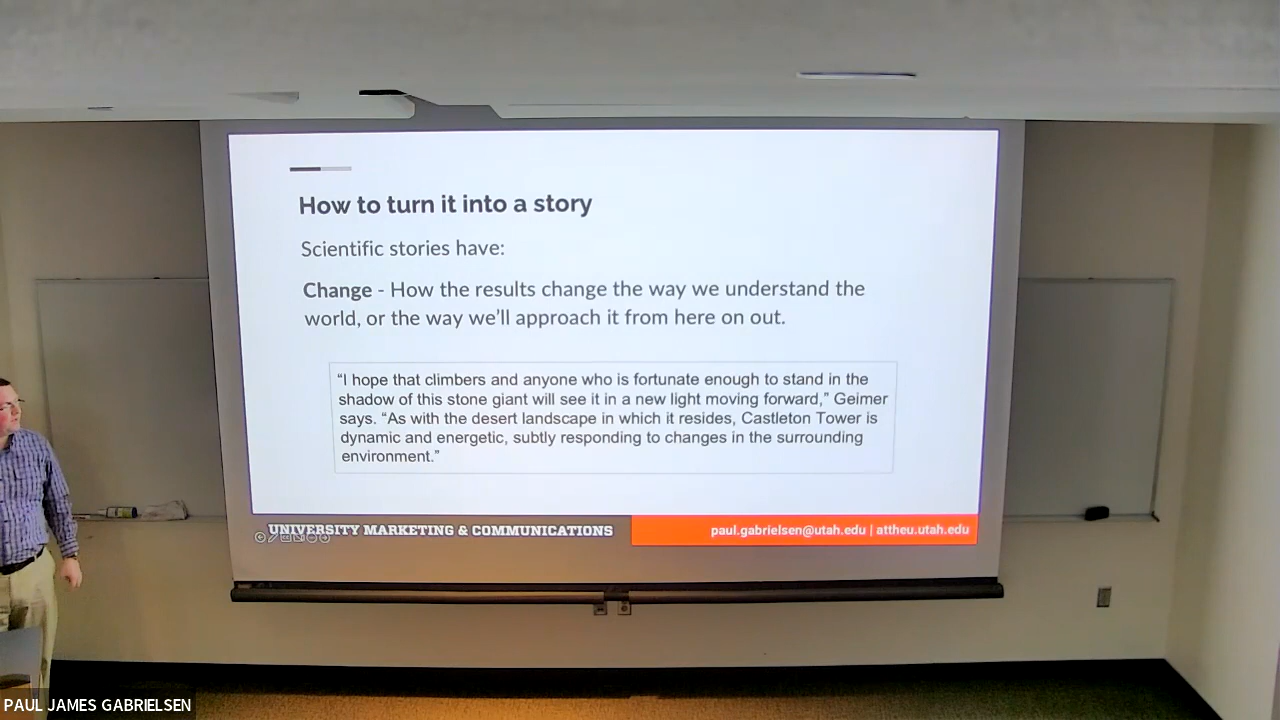 How to turn it into a story
Scientific stories have:
Change - How the results change the way we understand the
world, or the way we’ll approach it from here on out.
“I hope that climbers and anyone who is fortunate enough to stand in the
shadow of this stone giant will see it in a new light moving forward,” Geimer
says. “As with the desert landscape in which it resides, Castleton Tower is
dynamic and energetic, subtly responding to changes in the surrounding
environment.”
UNIVERSITY MARKETING & COMMUNICATIONS
paul.gabrielsen@utah.edu | attheu.utah.edu
PAUL JAMES GABRIELSEN